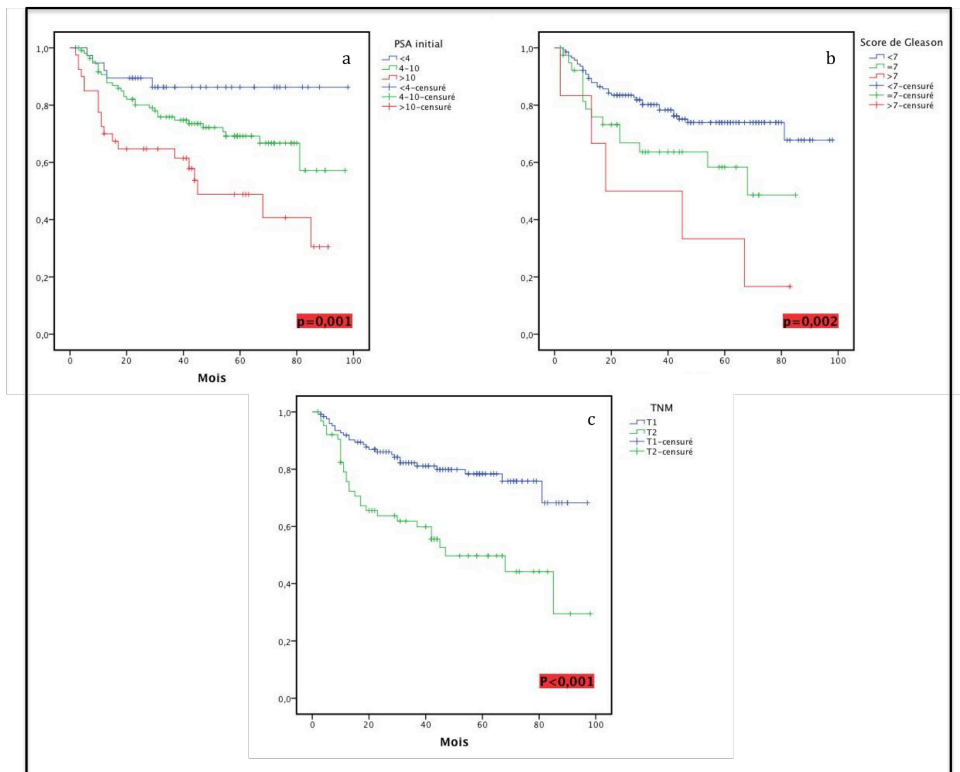 a
PSA initial
<4
4-10
>10
<4-censuré
4-10-censuré
>10-censuré
1,0
0,8
0,6
0,4
0,2
0,0
p=0,001
0 20 40 60 80 100
Mois
b
Score de Gleason
<7
=7
>7
<7-censuré
=7-censuré
>7-censuré
1,0
0,8
0,6
0,4
0,2
0,0
p=0,002
0 20 40 60 80 100
c
TNM
T1
T2
T1-censuré
T2-censuré
1,0
0,8
0,6
0,4
0,2
0,0
P<0,001
0 20 40 60 80 100
Mois